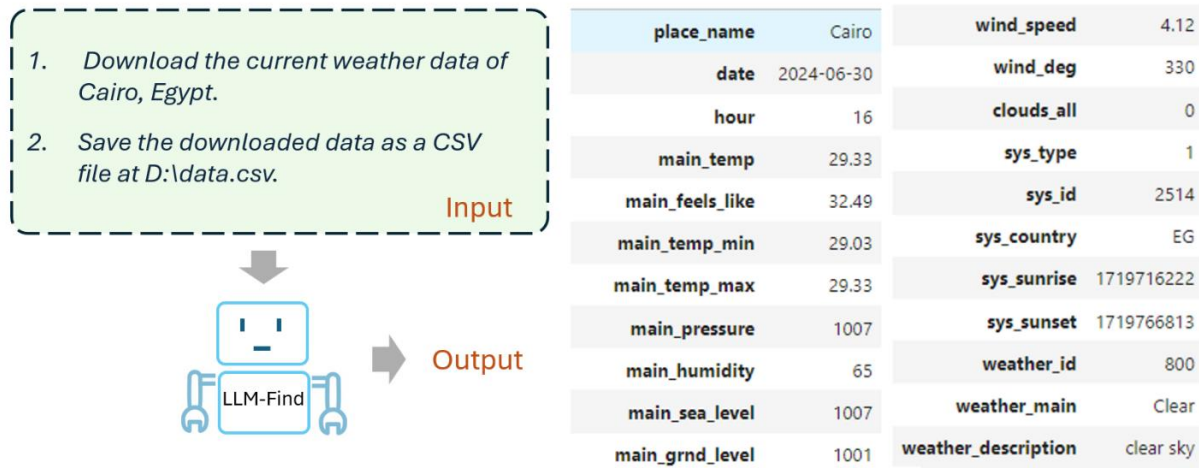 1. Download the current weather data of
Cairo, Egypt.
2. Save the downloaded data as a CSV
file at D:\data.csv.
Input
LLM-Find
Output
place_name Cairo
date 2024-06-30
hour 16
main_temp 29.33
main_feels_like 32.49
main_temp_min 29.03
main_temp_max 29.33
main_pressure 1007
main_humidity 65
main_sea_level 1007
main_grnd_level 1001
wind_speed 4.12
wind_deg 330
clouds_all 0
sys_type 1
sys_id 2514
sys_country EG
sys_sunrise 1719716222
sys_sunset 1719766813
weather_id 800
weather_main Clear
weather_description clear sky